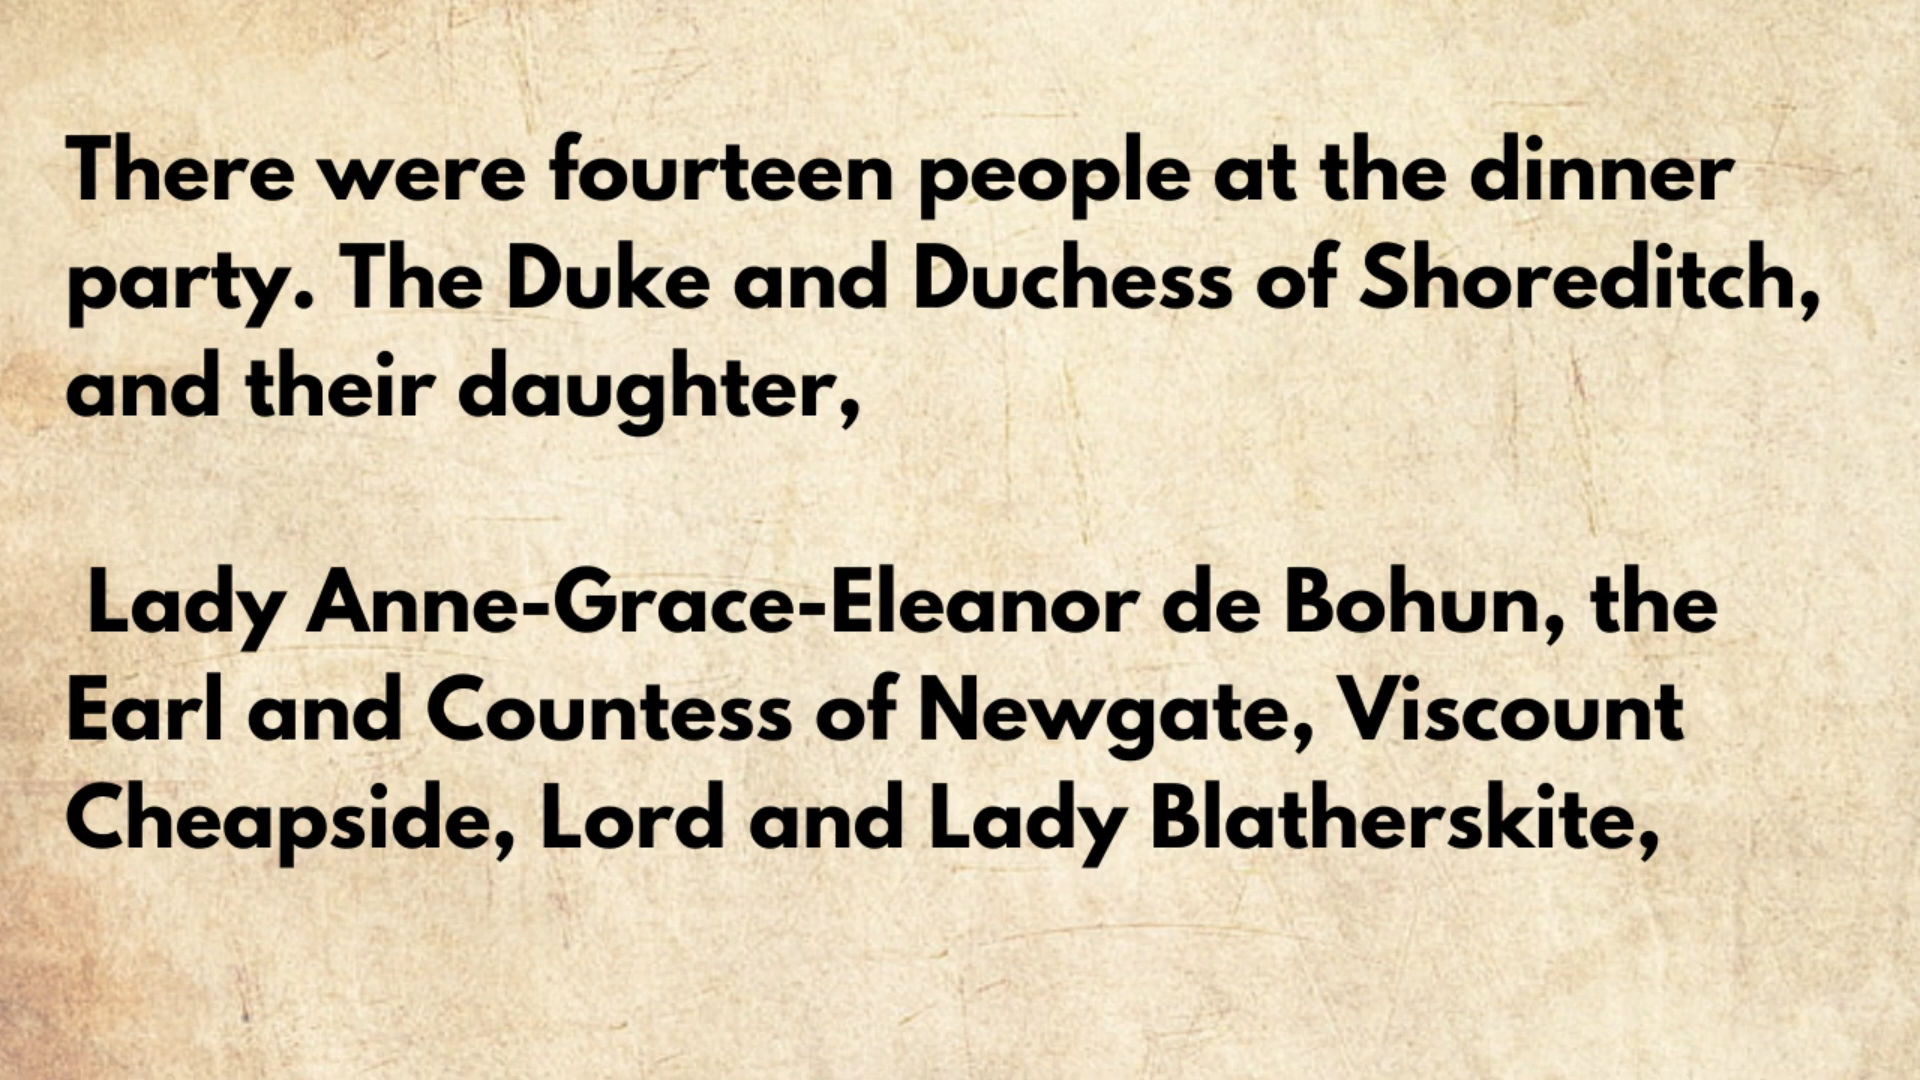 There were fourteen people at the dinner
party. The Duke and Duchess of Shoreditch,
and their daughter,
Lady Anne-Grace-Eleanor de Bohun, the
Earl and Countess of Newgate, Viscount
Cheapside, Lord and Lady Blatherskite,